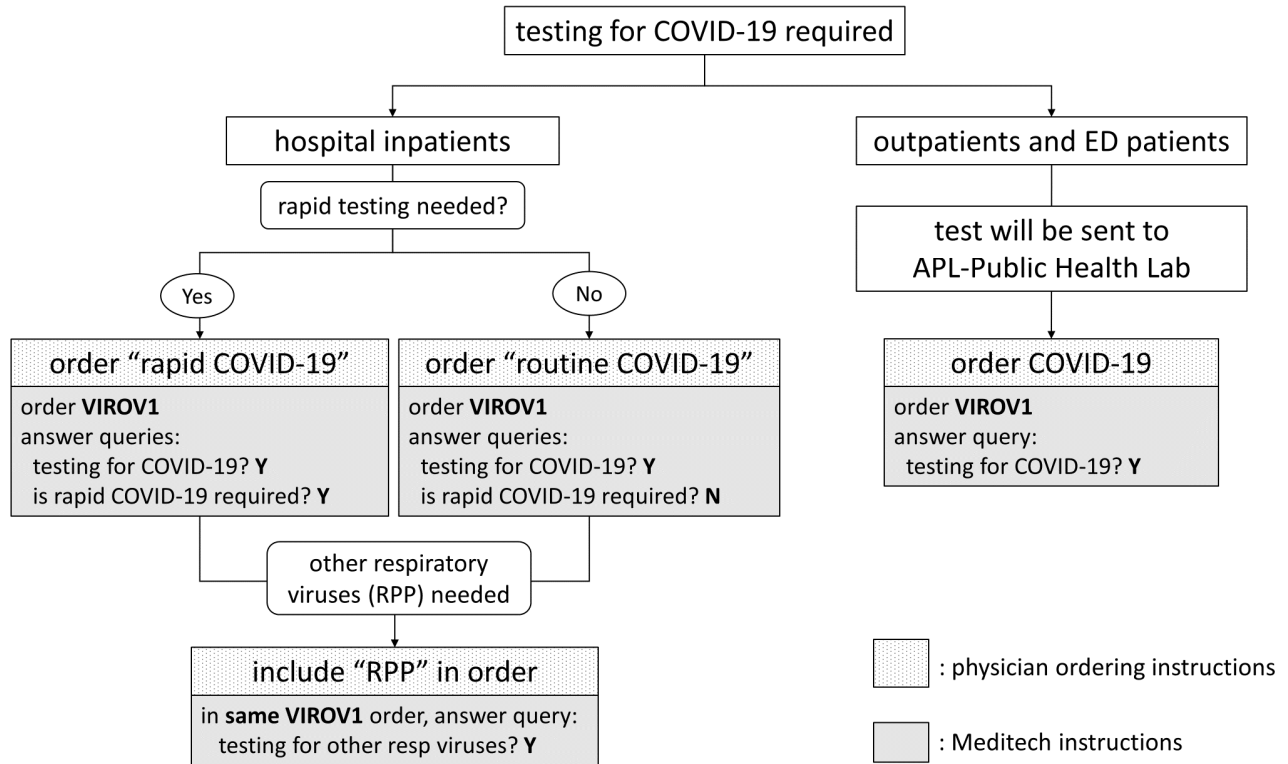 testing for COVID-19 required
hospital inpatients
outpatients and ED patients
rapid testing needed?
test will be sent to
APL-Public Health Lab
Yes
No
order “rapid COVID-19”
order VIROV1
answer queries:
testing for COVID-19? Y
is rapid COVID-19 required? Y
order “routine COVID-19”
order VIROV1
answer queries:
testing for COVID-19? Y
is rapid COVID-19 required? N
order COVID-19
order VIROV1
answer query:
testing for COVID-19? Y
other respiratory
viruses (RPP) needed
include “RPP” in order
in same VIROV1 order, answer query:
testing for other resp viruses? Y
: physician ordering instructions
: Meditech instructions